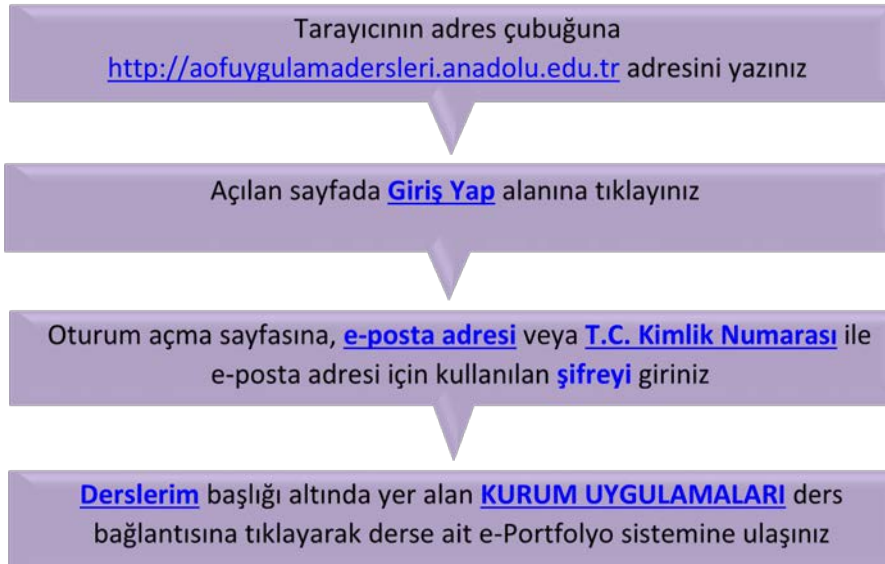 Tarayıcının adres çubuğuna
http://aofuygulamadersleri.anadolu.edu.tr adresini yazınız
Açılan sayfada Giriş Yap alanına tıklayınız
Oturum açma sayfasına, e-posta adresi veya T.C. Kimlik Numarası ile
e-posta adresi için kullanılan şifreyi giriniz
Derslerim başlığı altında yer alan KURUM UYGULAMALARI ders
bağlantısına tıklayarak derse ait e-Portfolyo sistemine ulaşınız